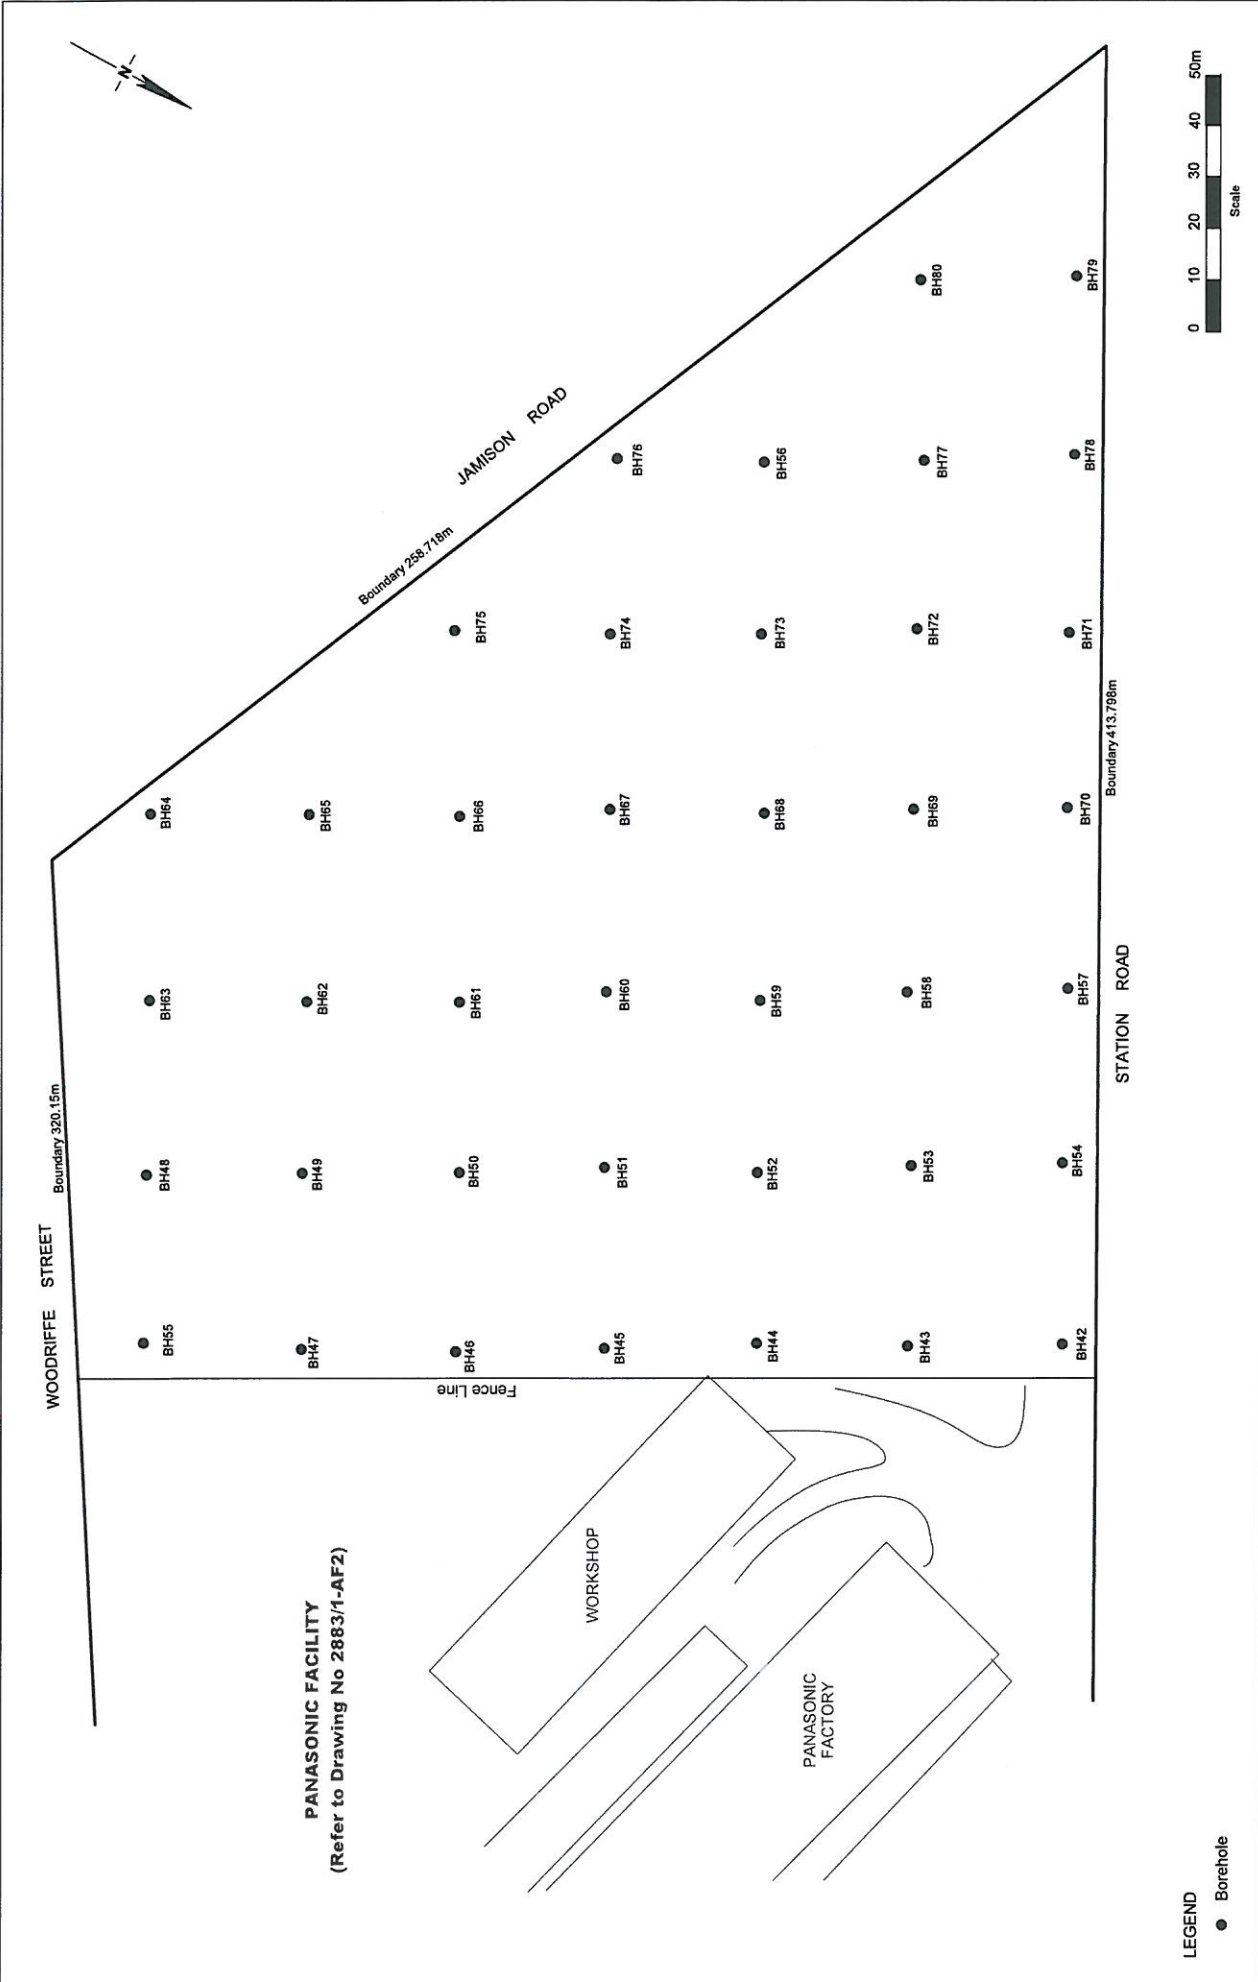 WOODRIFFE STREET
Boundary 320.15m
JAMISON ROAD
Boundary 258.718m
STATION ROAD
Boundary 413.798m
Fence Line
PANASONIC FACILITY
(Refer to Drawing No 2883/1-AF2)
WORKSHOP
PANASONIC
FACTORY
BH55
BH48
BH63
BH64
BH47
BH49
BH62
BH65
BH46
BH50
BH61
BH66
BH75
BH45
BH51
BH60
BH67
BH74
BH76
BH44
BH52
BH59
BH68
BH73
BH56
BH43
BH53
BH58
BH69
BH72
BH77
BH80
BH42
BH54
BH57
BH70
BH71
BH78
BH79
N
LEGEND
Borehole
0 10 20 30 40 50m
Scale